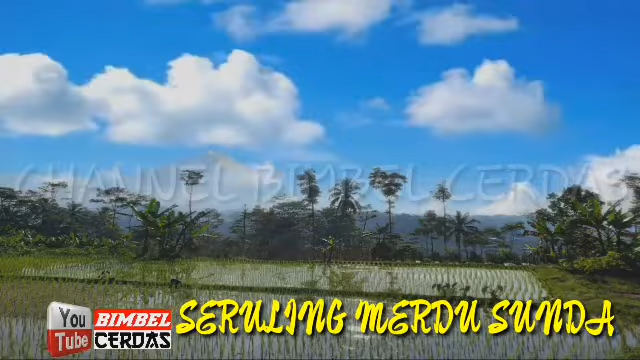 CHANNEL BIMBEL CERDAS
You
Tube
BIMBEL
CERDAS
SERULING MERDU SUNDA